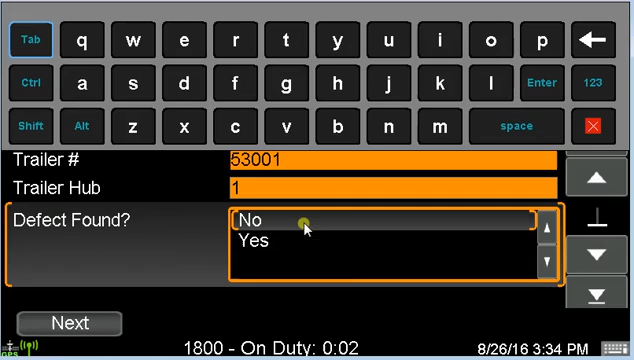 Tab q w e r t y u i o p
Ctrl a s d f g h j k l Enter 123
Shift Alt z x c v b n m space
Trailer # 53001
Trailer Hub 1
Defect Found? No
Yes
Next
GPS 1800 - On Duty: 0:02 8/26/16 3:34 PM